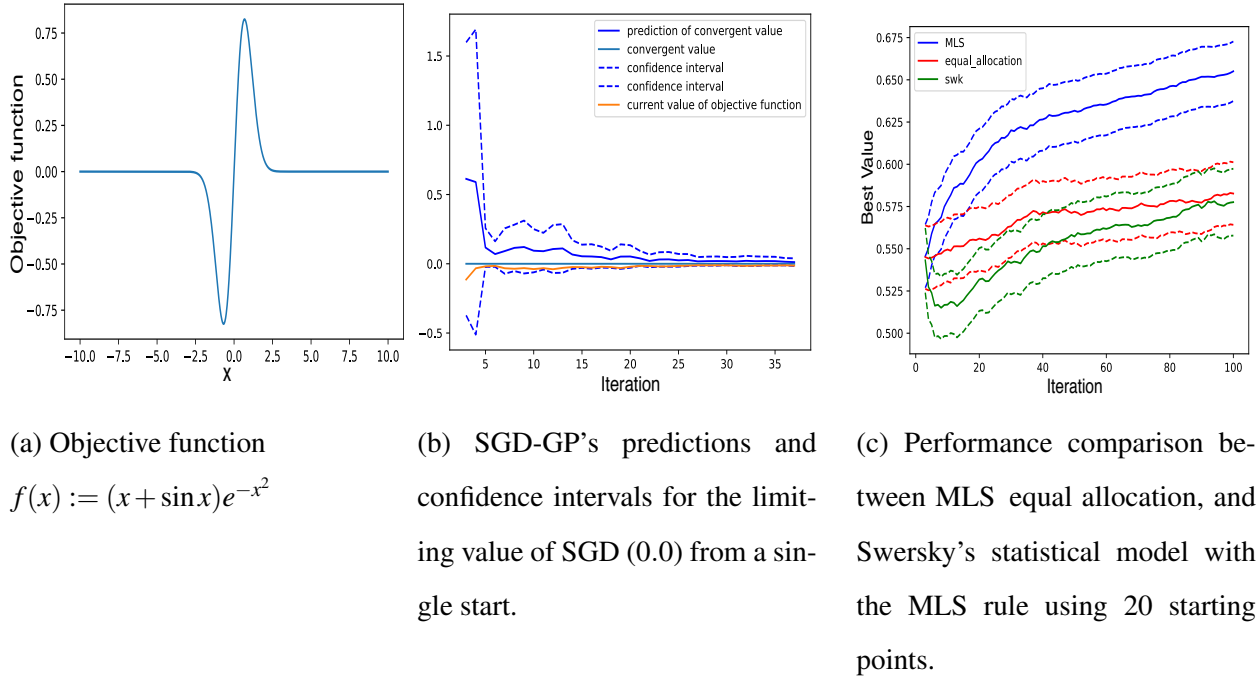 Objective function
0.75
0.50
0.25
0.00
−0.25
−0.50
−0.75
−10.0 −7.5 −5.0 −2.5 0.0 2.5 5.0 7.5 10.0
X
1.5
1.0
0.5
0.0
−0.5
prediction of convergent value
convergent value
confidence interval
confidence interval
current value of objective function
5 10 15 20 25 30 35
Iteration
Best Value
0.675
0.650
0.625
0.600
0.575
0.550
0.525
0.500
MLS
equal_allocation
swk
0 20 40 60 80 100
Iteration
(a) Objective function
f(x) := (x + sin x)e^{−x^2}
(b) SGD-GP's predictions and
confidence intervals for the limit-
ing value of SGD (0.0) from a sin-
gle start.
(c) Performance comparison be-
tween MLS equal allocation, and
Swersky's statistical model with
the MLS rule using 20 starting
points.